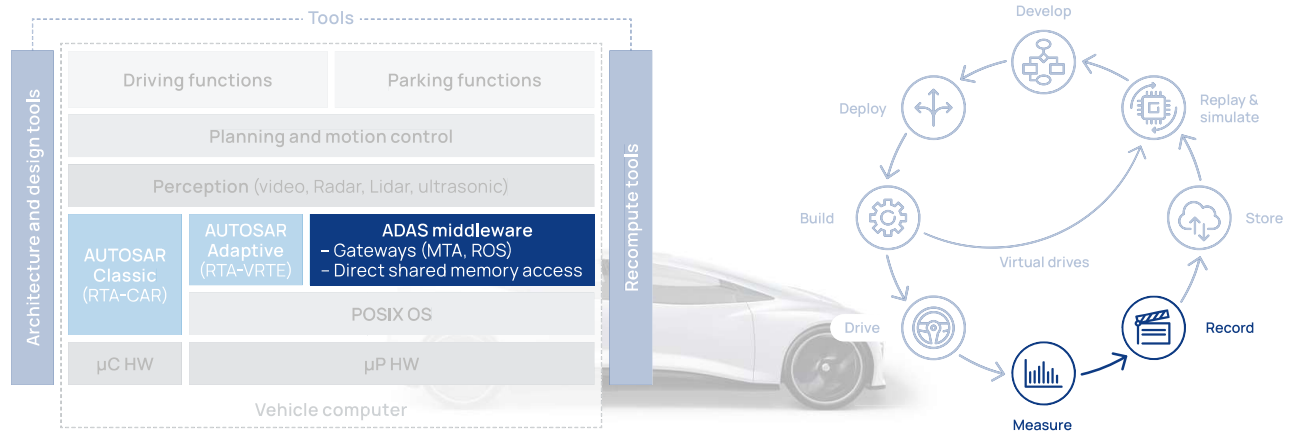 Tools
Architecture and design tools
Driving functions
Parking functions
Planning and motion control
Perception (video, Radar, Lidar, ultrasonic)
AUTOSAR
Classic
(RTA-CAR)
AUTOSAR
Adaptive
(RTA-VRTE)
ADAS middleware
– Gateways (MTA, ROS)
– Direct shared memory access
POSIX OS
µC HW
µP HW
Vehicle computer
Recompute tools
Develop
Deploy
Replay &
simulate
Build
Store
Virtual drives
Drive
Record
Measure